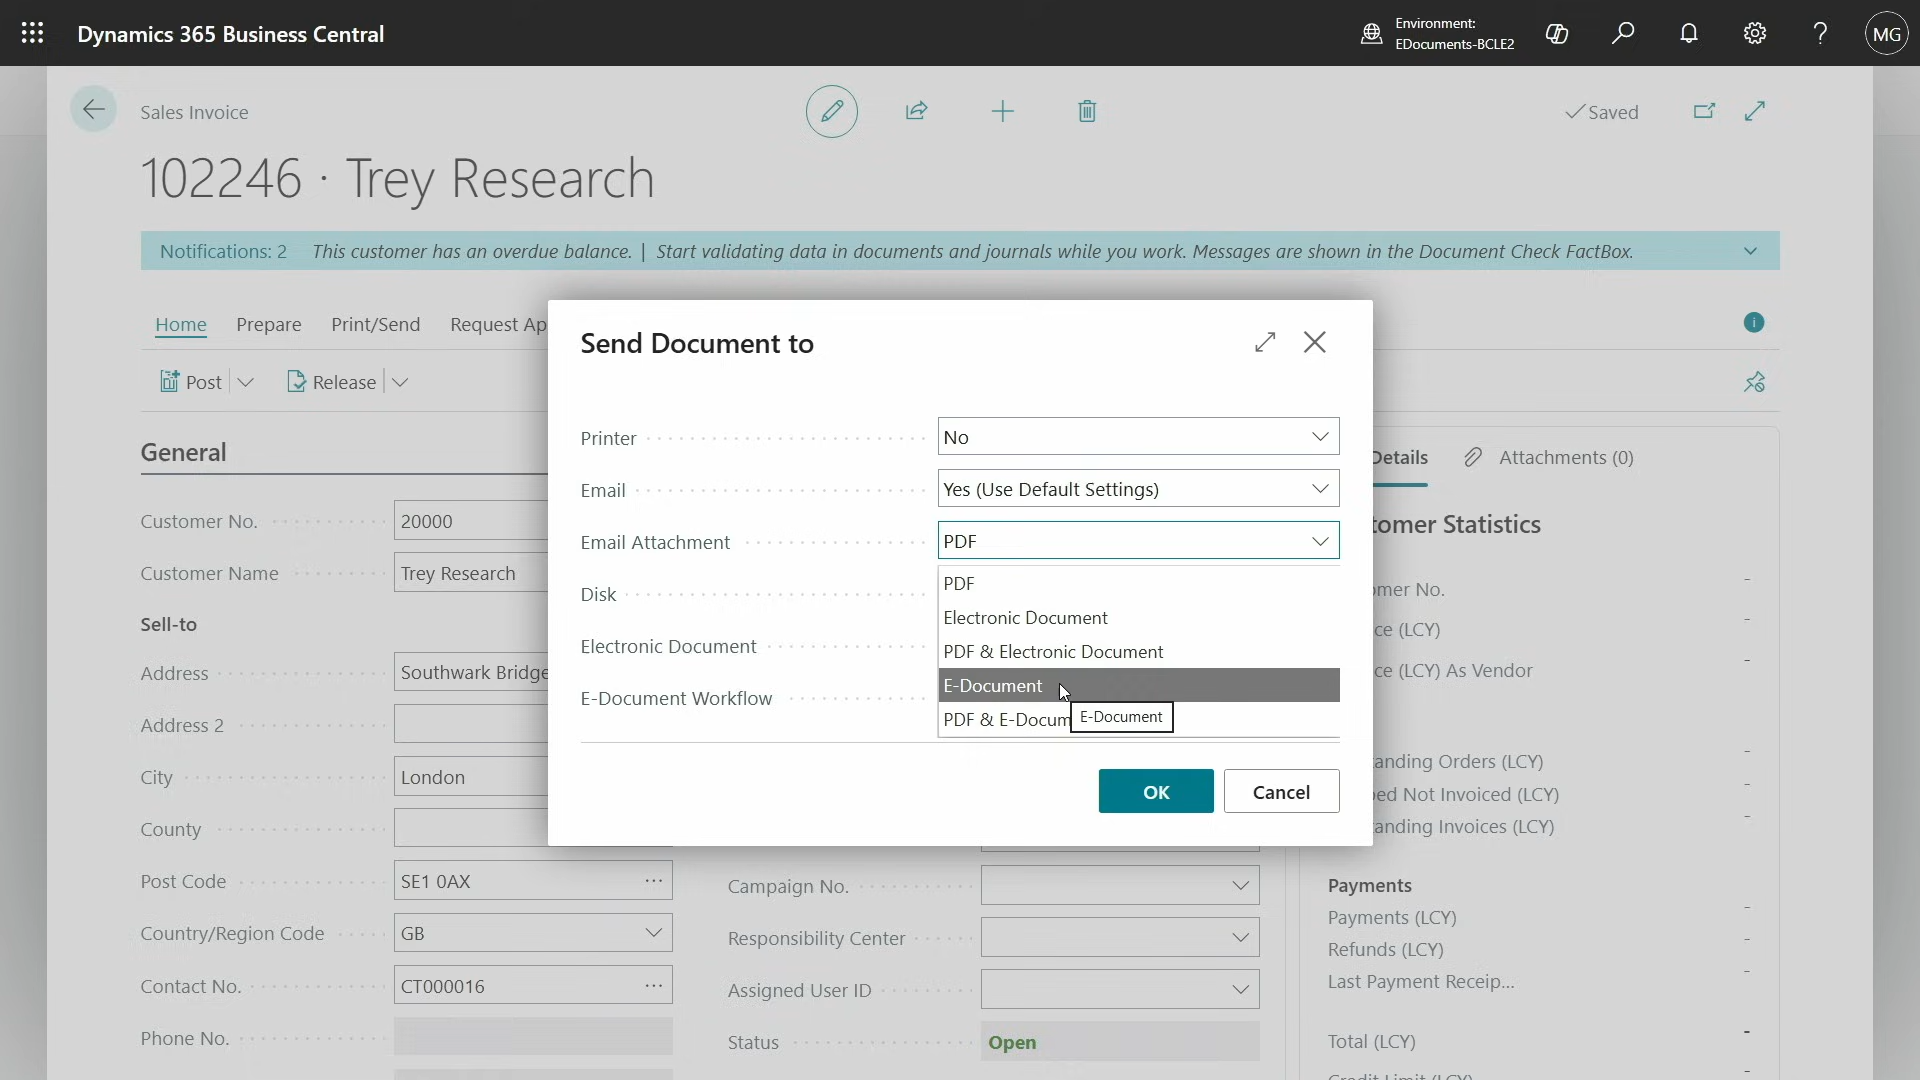 Dynamics 365 Business Central
Environment:
EDocuments-BCLE2
?
MG
Sales Invoice
Saved
102246 · Trey Research
Notifications: 2 This customer has an overdue balance. | Start validating data in documents and journals while you work. Messages are shown in the Document Check FactBox.
Home Prepare Print/Send Request Ap
Post Release
General
Customer No. 20000
Customer Name Trey Research
Sell-to
Address Southwark Bridge
Address 2
City London
County
Post Code SE1 0AX ...
Country/Region Code GB
Contact No. CT000016 ...
Phone No.
Send Document to
Printer No
Email Yes (Use Default Settings)
Email Attachment PDF
Disk
Electronic Document
E-Document Workflow
PDF
Electronic Document
PDF & Electronic Document
E-Document
PDF & E-Docum
E-Document
OK Cancel
Campaign No.
Responsibility Center
Assigned User ID
Status Open
Details Attachments (0)
tomer Statistics
mer No. -
ce (LCY) -
ce (LCY) As Vendor -
anding Orders (LCY) -
ped Not Invoiced (LCY) -
anding Invoices (LCY) -
Payments
Payments (LCY) -
Refunds (LCY) -
Last Payment Receip... -
Total (LCY) -
Credit Limit (LCY) -